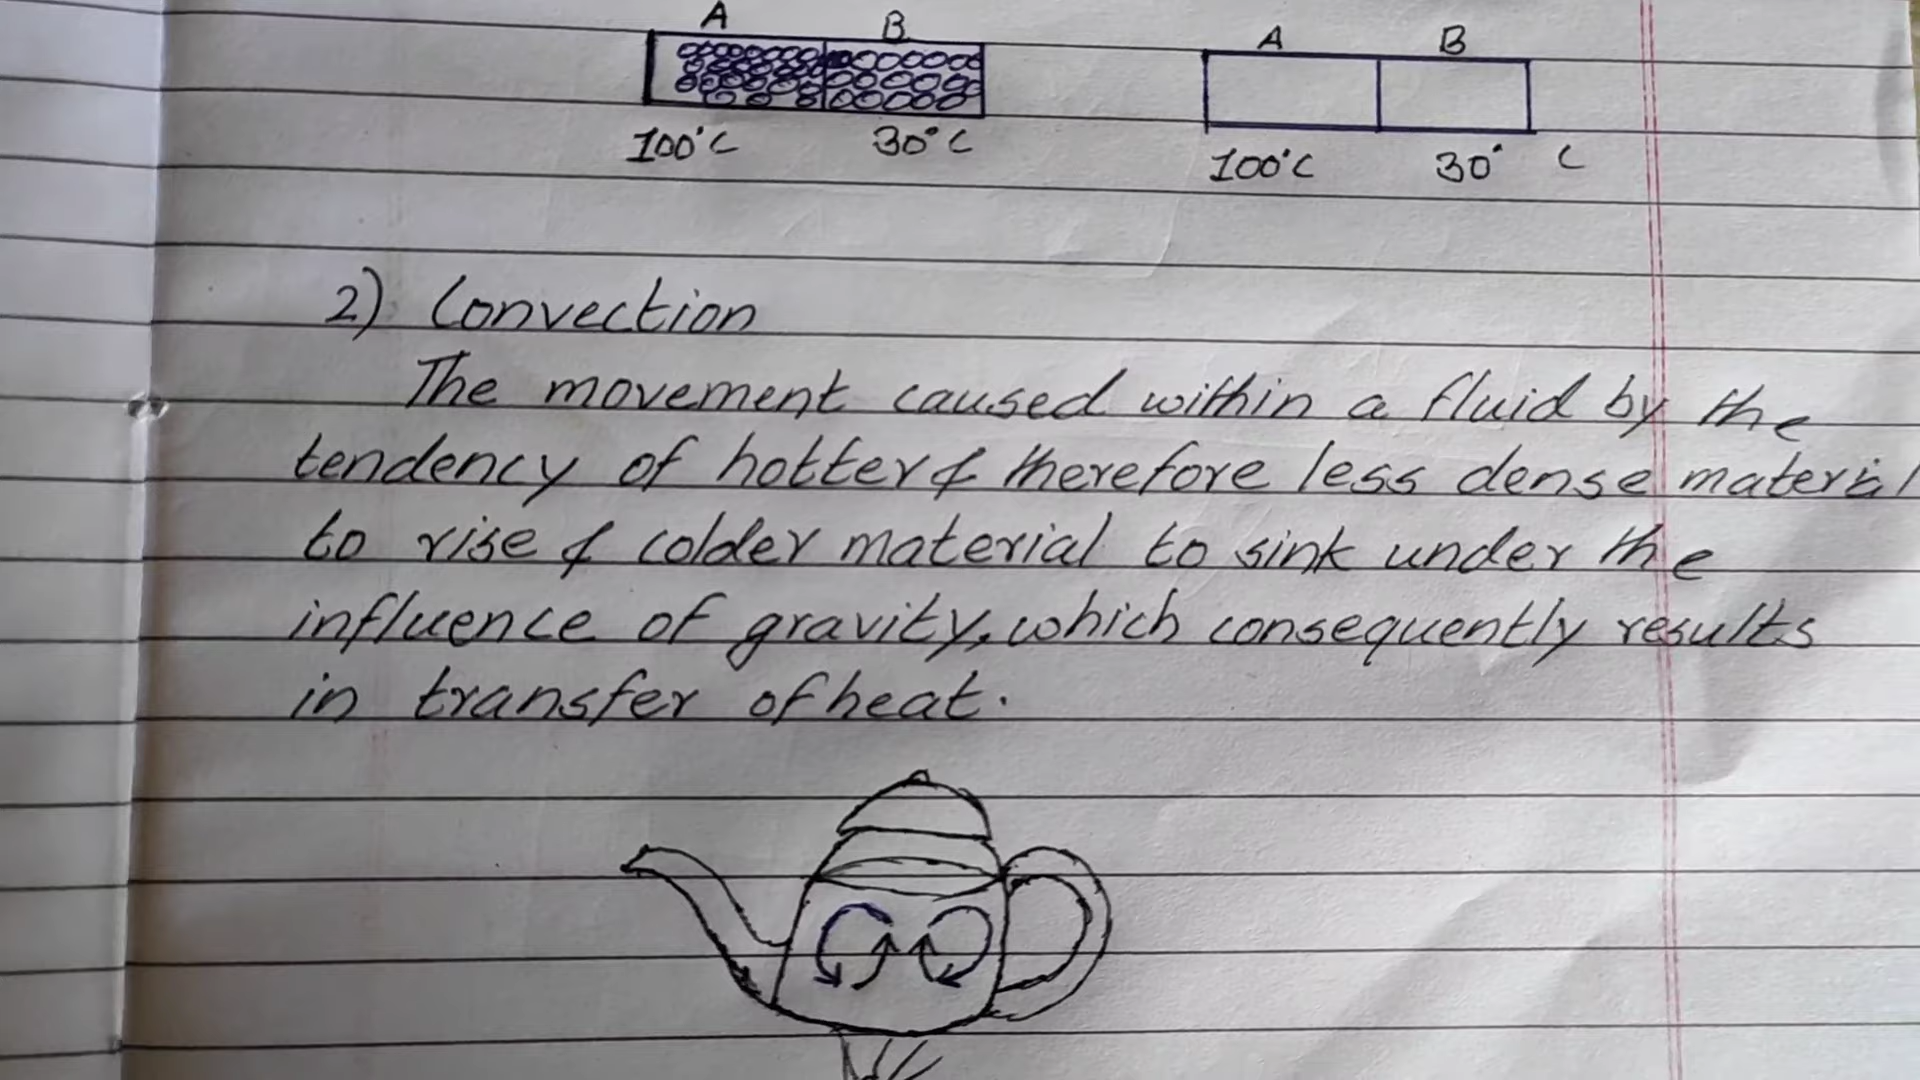 A B A B
100°C 30°C 100°C 30° C
2) Convection
The movement caused within a fluid by the
tendency of hotter & therefore less dense material
to rise & colder material to sink under the
influence of gravity, which consequently results
in transfer of heat.